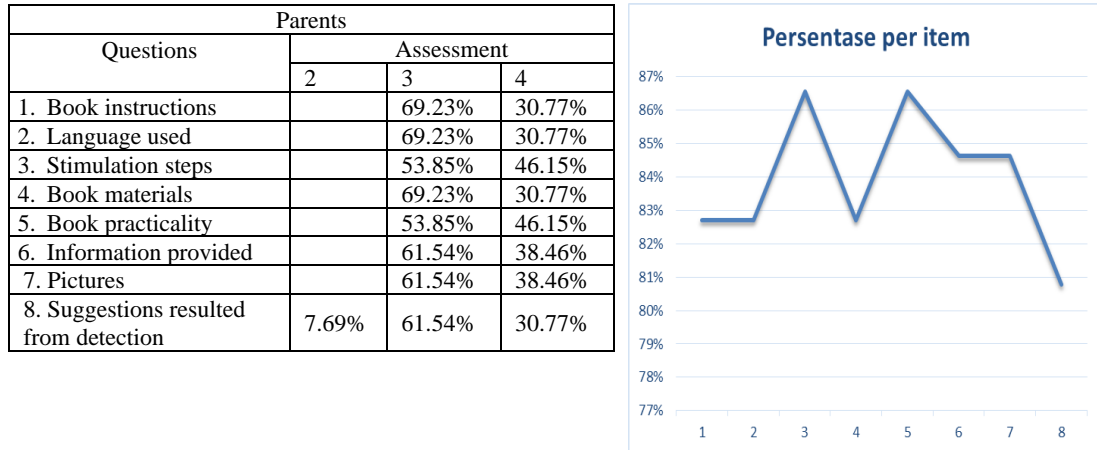 Parents
Questions Assessment
2 3 4
1. Book instructions 69.23% 30.77%
2. Language used 69.23% 30.77%
3. Stimulation steps 53.85% 46.15%
4. Book materials 69.23% 30.77%
5. Book practicality 53.85% 46.15%
6. Information provided 61.54% 38.46%
7. Pictures 61.54% 38.46%
8. Suggestions resulted
from detection 7.69% 61.54% 30.77%
Persentase per item
87%
86%
85%
84%
83%
82%
81%
80%
79%
78%
77%
1 2 3 4 5 6 7 8